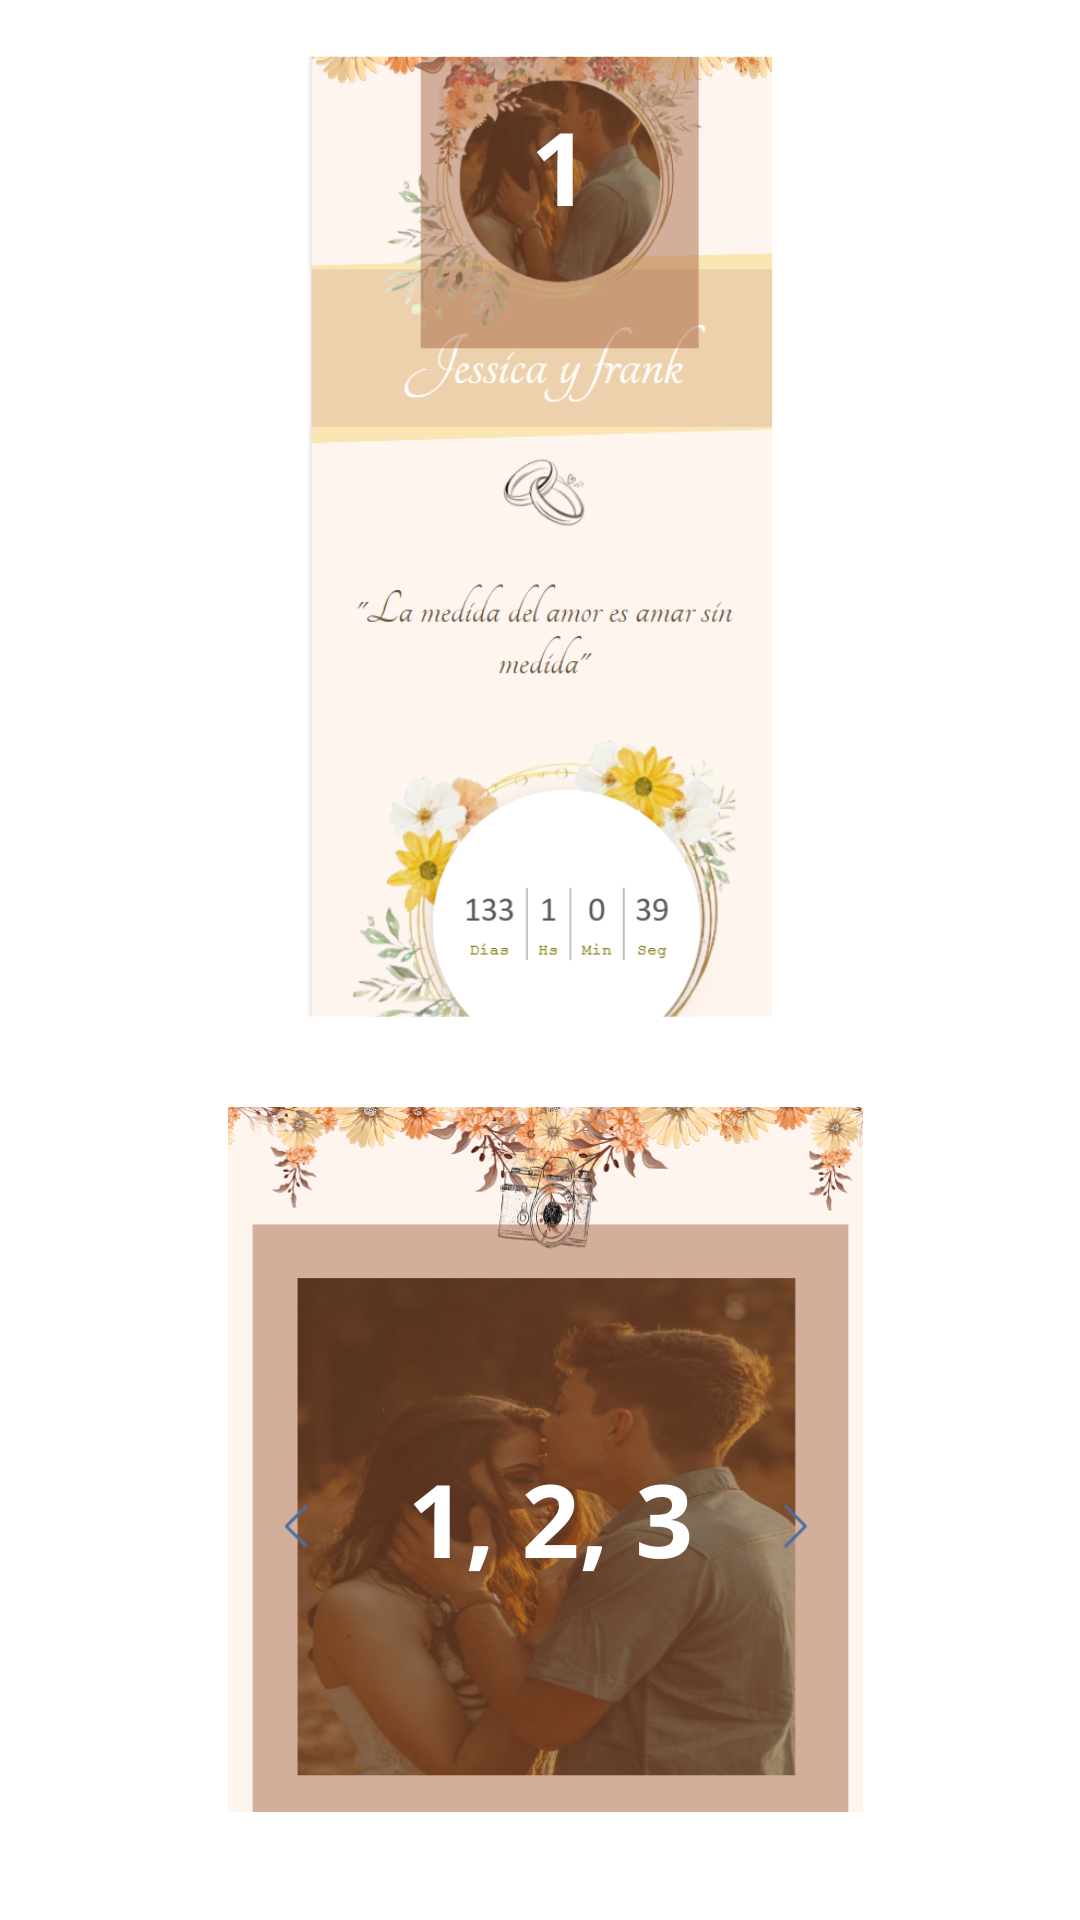 1
Jessica y frank
"La medida del amor es amar sin
medida"
133 1 0 39
Días Hs Min Seg
1, 2, 3